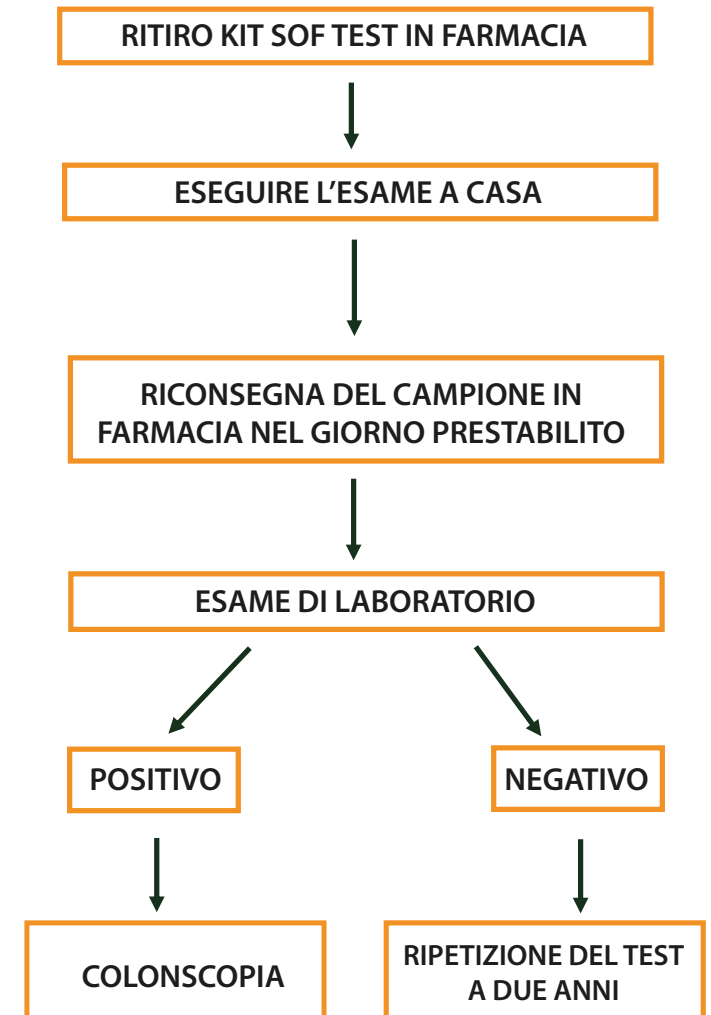 RITIRO KIT SOF TEST IN FARMACIA
ESEGUIRE L'ESAME A CASA
RICONSEGNA DEL CAMPIONE IN
FARMACIA NEL GIORNO PRESTABILITO
ESAME DI LABORATORIO
POSITIVO
NEGATIVO
COLONSCOPIA
RIPETIZIONE DEL TEST
A DUE ANNI